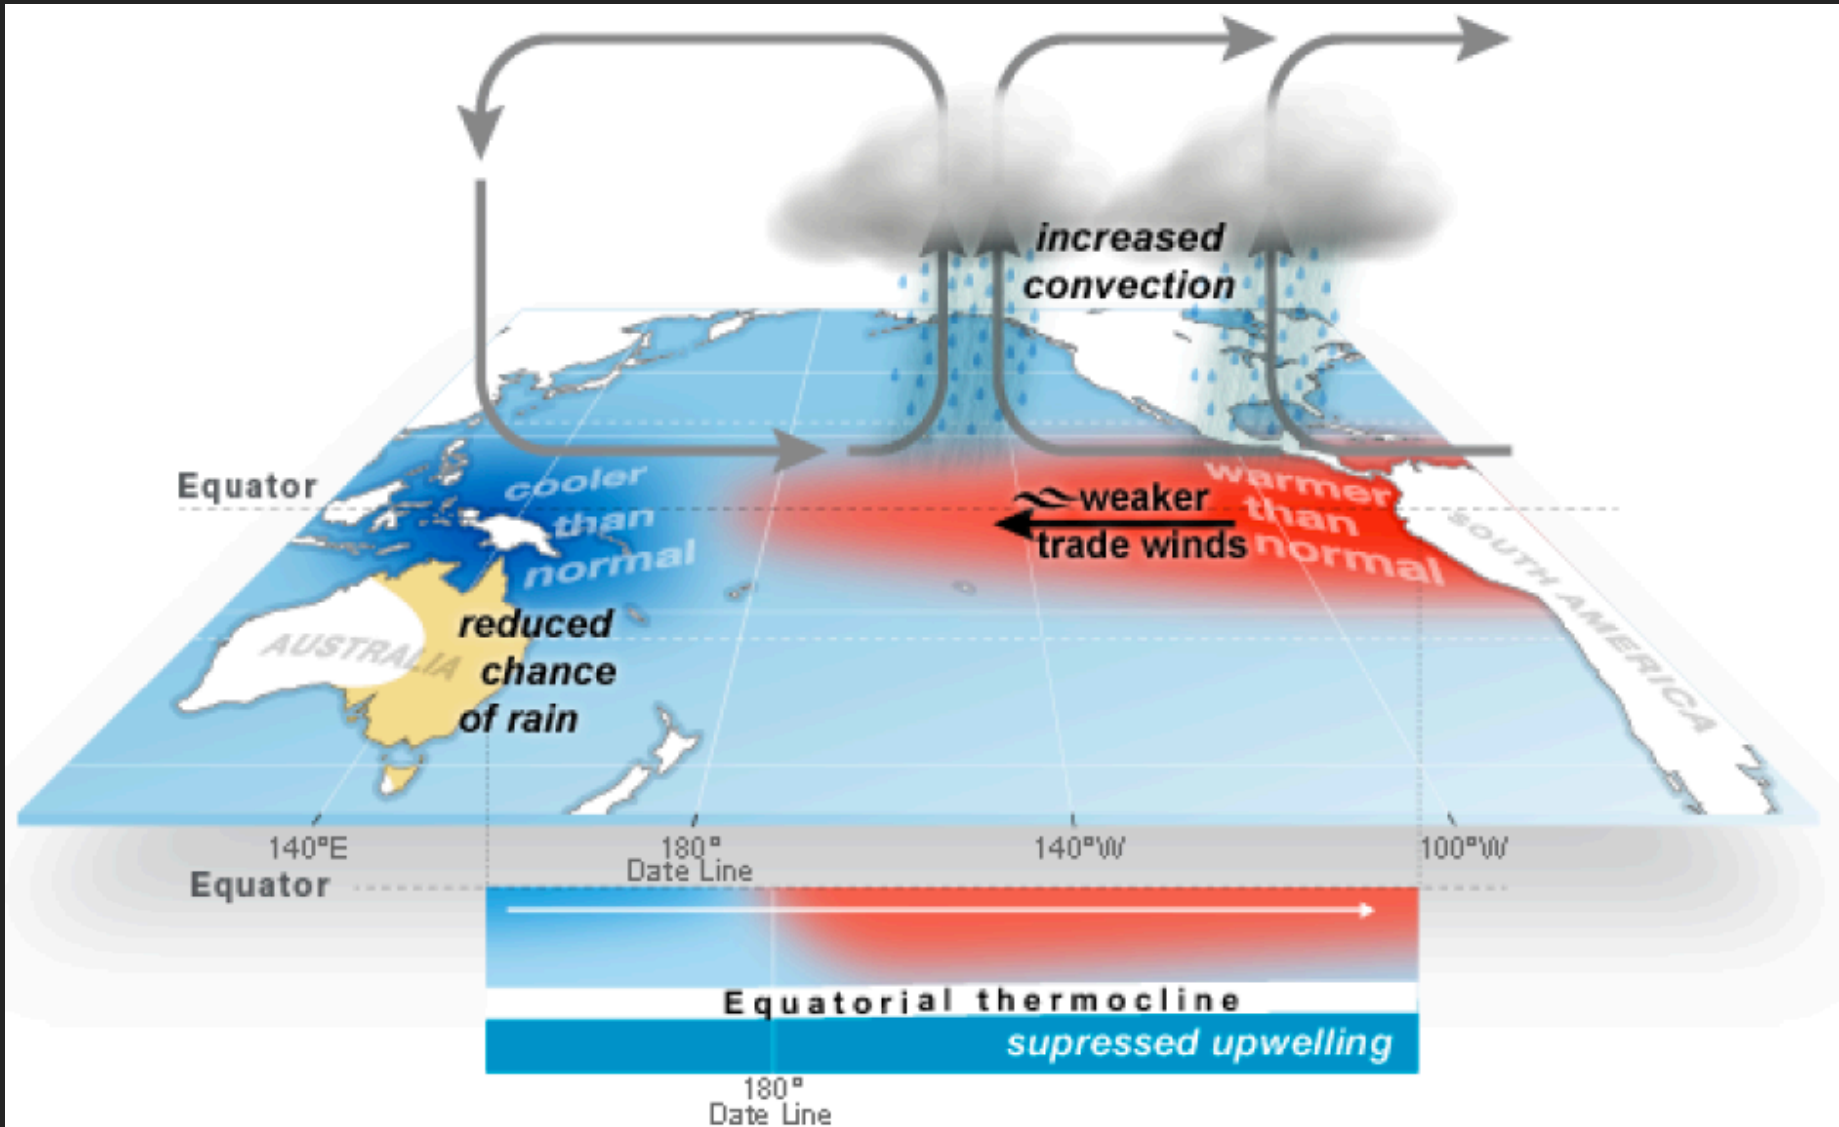 increased
convection
Equator
cooler
than
normal
weaker
trade winds
warmer
than
normal
SOUTH AMERICA
AUSTRALIA
reduced
chance
of rain
140°E
180°
Date Line
140°W
100°W
Equator
Equatorial thermocline
supressed upwelling
180°
Date Line